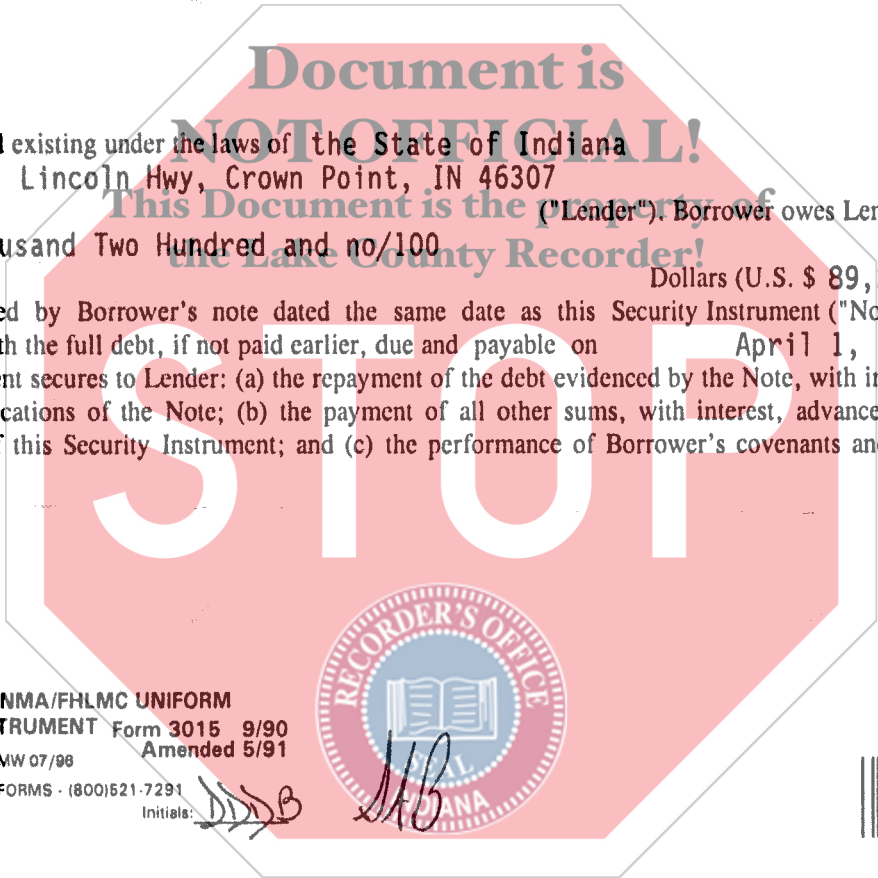 Document is
NOT OFFICIAL!
This Document is the property of
the Lake County Recorder!
STOP
existing under the laws of the State of Indiana
Lincoln Hwy, Crown Point, IN 46307
("Lender"). Borrower owes Len
usand Two Hundred and no/100
Dollars (U.S. $ 89,
ed by Borrower's note dated the same date as this Security Instrument ("No
th the full debt, if not paid earlier, due and payable on April 1,
ent secures to Lender: (a) the repayment of the debt evidenced by the Note, with in
cations of the Note; (b) the payment of all other sums, with interest, advance
f this Security Instrument; and (c) the performance of Borrower's covenants an
NMA/FHLMC UNIFORM
TRUMENT Form 3015 9/90
Amended 5/91
MW 07/98
FORMS - (800)521-7291
Initials: DDDB
RECORDER'S OFFICE
SEAL
INDIANA